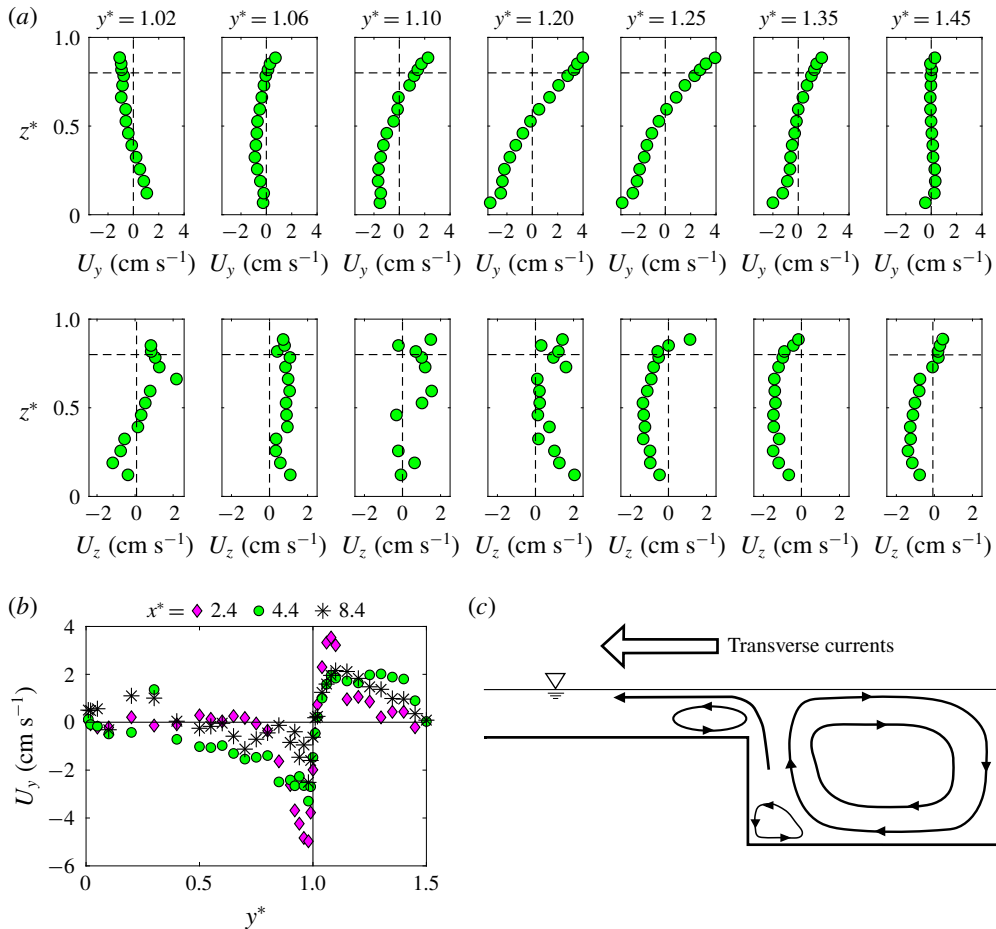 (a) y* = 1.02 y* = 1.06 y* = 1.10 y* = 1.20 y* = 1.25 y* = 1.35 y* = 1.45
1.0
z* 0.5
0
−2 0 2 4 −2 0 2 4 −2 0 2 4 −2 0 2 4 −2 0 2 4 −2 0 2 4 −2 0 2 4
U_y (cm s⁻¹) U_y (cm s⁻¹) U_y (cm s⁻¹) U_y (cm s⁻¹) U_y (cm s⁻¹) U_y (cm s⁻¹) U_y (cm s⁻¹)
1.0
z* 0.5
0
−2 0 2 −2 0 2 −2 0 2 −2 0 2 −2 0 2 −2 0 2 −2 0 2
U_z (cm s⁻¹) U_z (cm s⁻¹) U_z (cm s⁻¹) U_z (cm s⁻¹) U_z (cm s⁻¹) U_z (cm s⁻¹) U_z (cm s⁻¹)
(b) x* = 2.4 4.4 8.4
4
2
0
−2
−4
−6
U_y (cm s⁻¹)
0 0.5 1.0 1.5
y*
(c)
Transverse currents